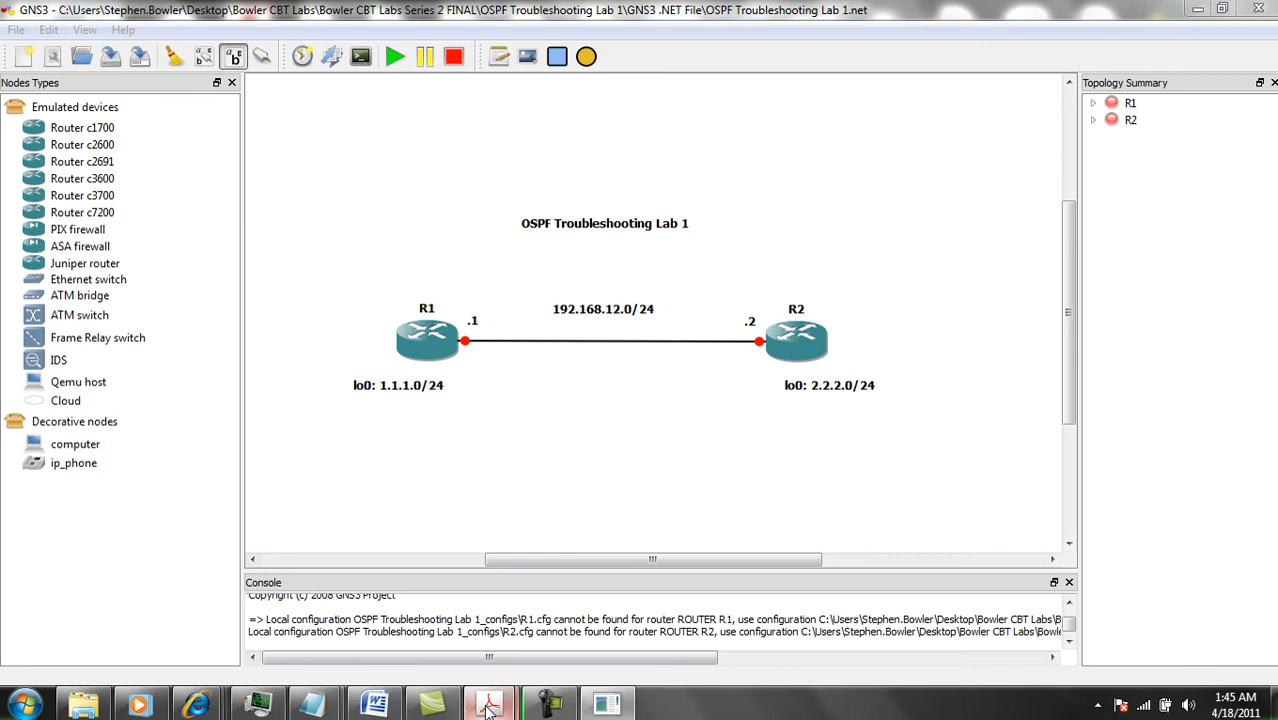 GNS3 - C:\Users\Stephen.Bowler\Desktop\Bowler CBT Labs\Bowler CBT Labs Series 2 FINAL\OSPF Troubleshooting Lab 1\GNS3 .NET File\OSPF Troubleshooting Lab 1.net
File Edit View Help
Nodes Types
Emulated devices
Router c1700
Router c2600
Router c2691
Router c3600
Router c3700
Router c7200
PIX firewall
ASA firewall
Juniper router
Ethernet switch
ATM bridge
ATM switch
Frame Relay switch
IDS
Qemu host
Cloud
Decorative nodes
computer
ip_phone
OSPF Troubleshooting Lab 1
R1 192.168.12.0/24 R2
.1 .2
lo0: 1.1.1.0/24 lo0: 2.2.2.0/24
Topology Summary
R1
R2
Console
Copyright (c) 2008 GNS3 Project
=> Local configuration OSPF Troubleshooting Lab 1_configs\R1.cfg cannot be found for router ROUTER R1, use configuration C:\Users\Stephen.Bowler\Desktop\Bowler CBT Labs\B
Local configuration OSPF Troubleshooting Lab 1_configs\R2.cfg cannot be found for router ROUTER R2, use configuration C:\Users\Stephen.Bowler\Desktop\Bowler CBT Labs\Bowle
1:45 AM
4/18/2011